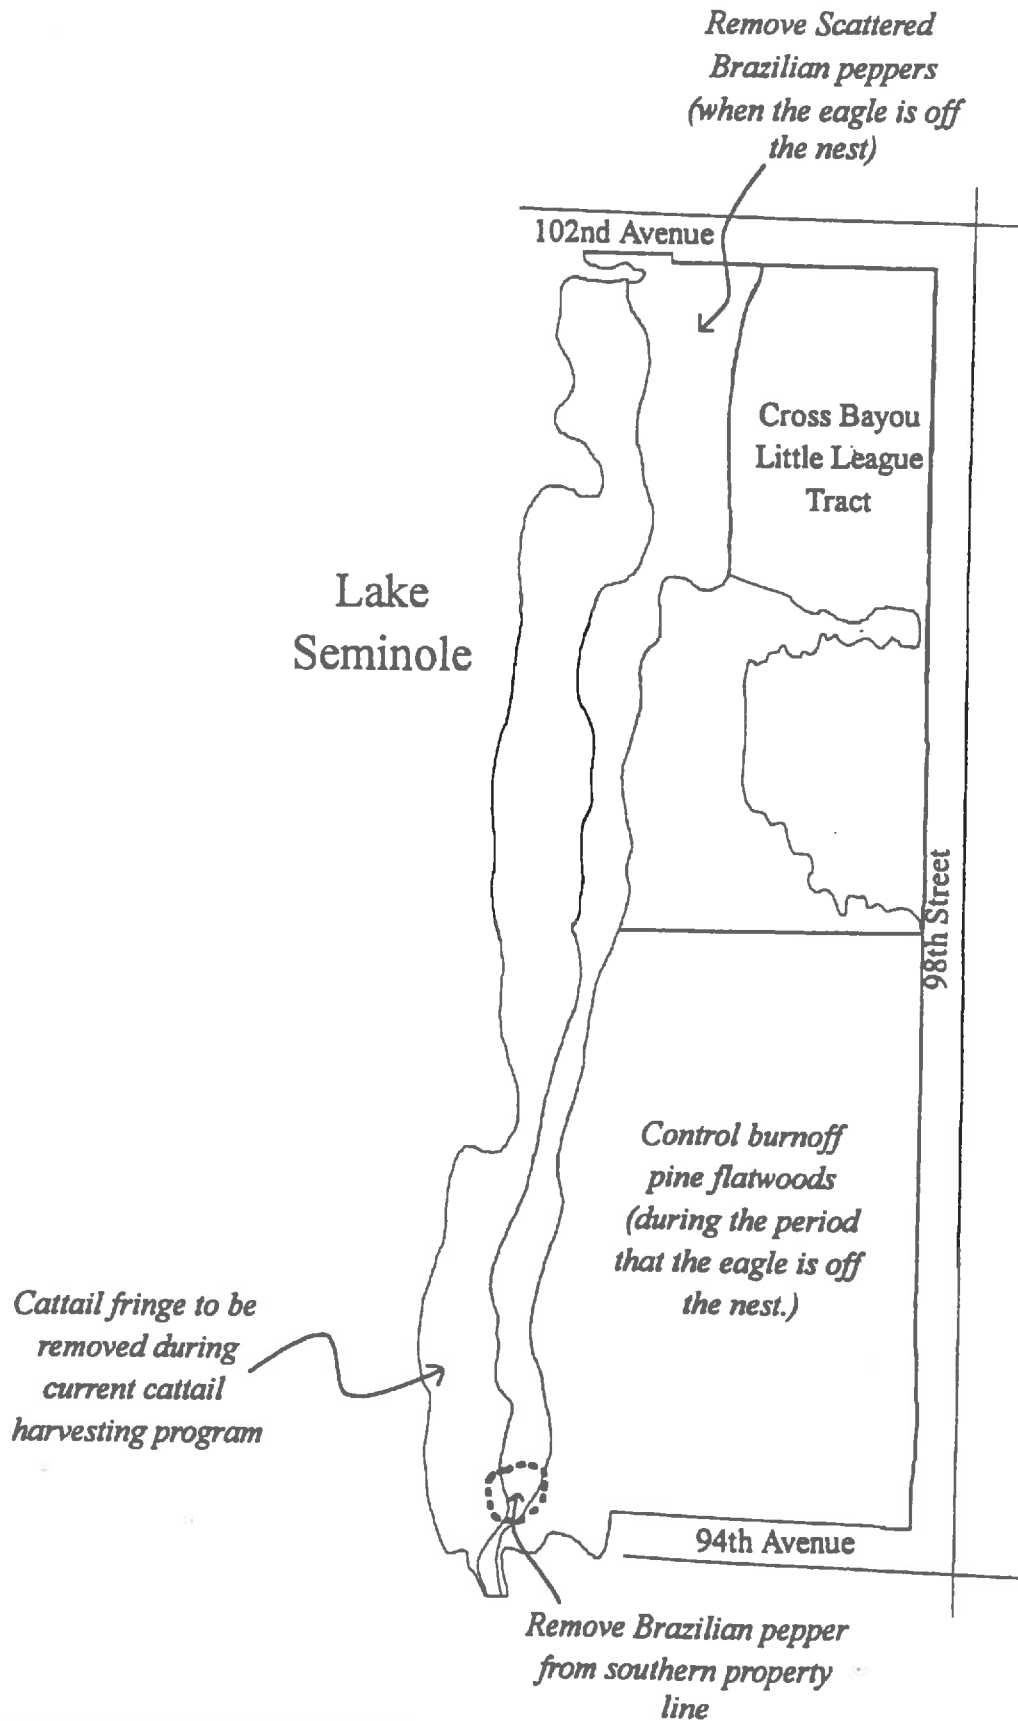 Remove Scattered
Brazilian peppers
(when the eagle is off
the nest)
102nd Avenue
Cross Bayou
Little League
Tract
Lake
Seminole
98th Street
Control burnoff
pine flatwoods
(during the period
that the eagle is off
the nest.)
Cattail fringe to be
removed during
current cattail
harvesting program
94th Avenue
Remove Brazilian pepper
from southern property
line